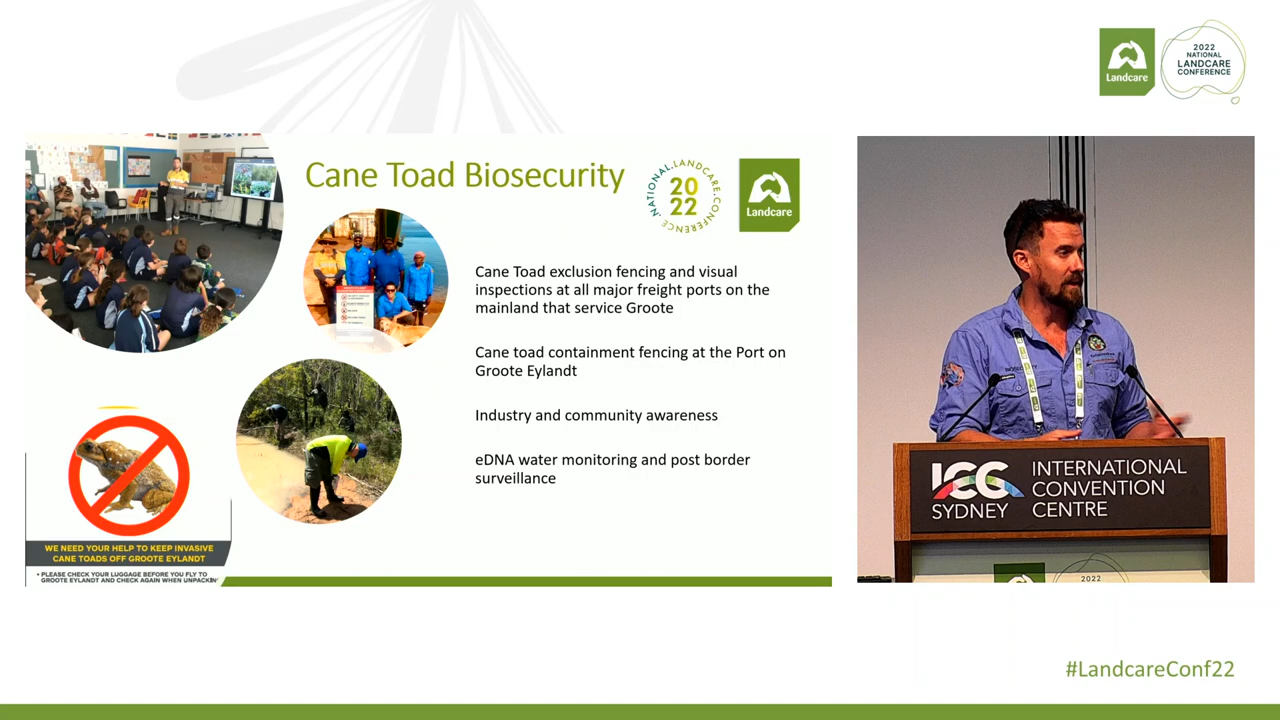 Landcare
2022
NATIONAL
LANDCARE
CONFERENCE
Cane Toad Biosecurity
NATIONAL.LANDCARE.CONFERENCE
20
22
Landcare
Cane Toad exclusion fencing and visual
inspections at all major freight ports on the
mainland that service Groote
Cane toad containment fencing at the Port on
Groote Eylandt
Industry and community awareness
eDNA water monitoring and post border
surveillance
WE NEED YOUR HELP TO KEEP INVASIVE
CANE TOADS OFF GROOTE EYLANDT
• PLEASE CHECK YOUR LUGGAGE BEFORE YOU FLY TO
GROOTE EYLANDT AND CHECK AGAIN WHEN
ICC
SYDNEY
INTERNATIONAL
CONVENTION
CENTRE
2022
#LandcareConf22